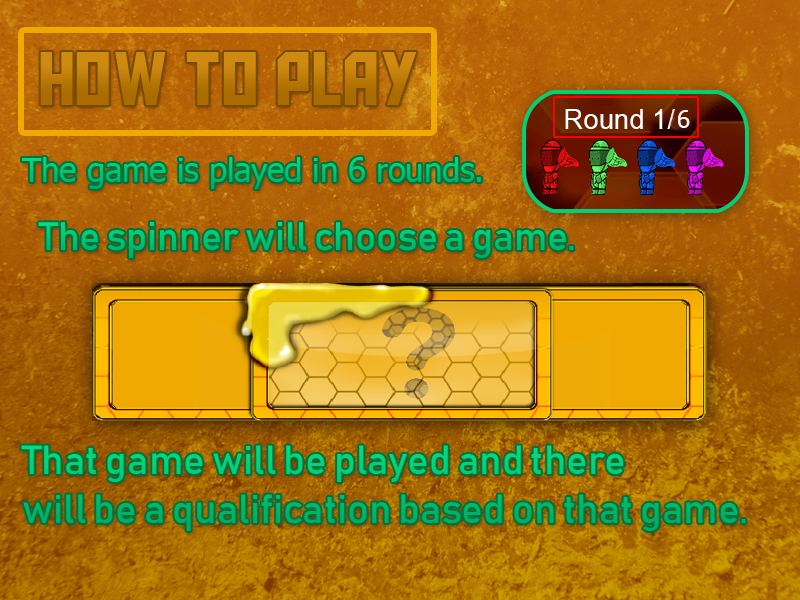 HOW TO PLAY
Round 1/6
The game is played in 6 rounds.
The spinner will choose a game.
?
That game will be played and there
will be a qualification based on that game.